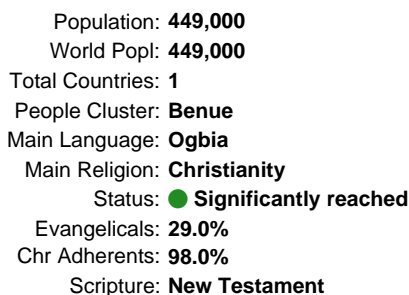 Population: 449,000
World Popl: 449,000
Total Countries: 1
People Cluster: Benue
Main Language: Ogbia
Main Religion: Christianity
Status: Significantly reached
Evangelicals: 29.0%
Chr Adherents: 98.0%
Scripture: New Testament